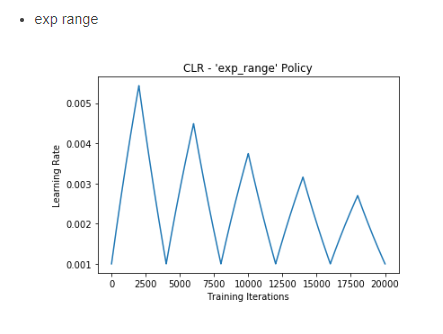 • exp range
CLR - 'exp_range' Policy
0.005
0.004
0.003
0.002
0.001
Learning Rate
0 2500 5000 7500 10000 12500 15000 17500 20000
Training Iterations